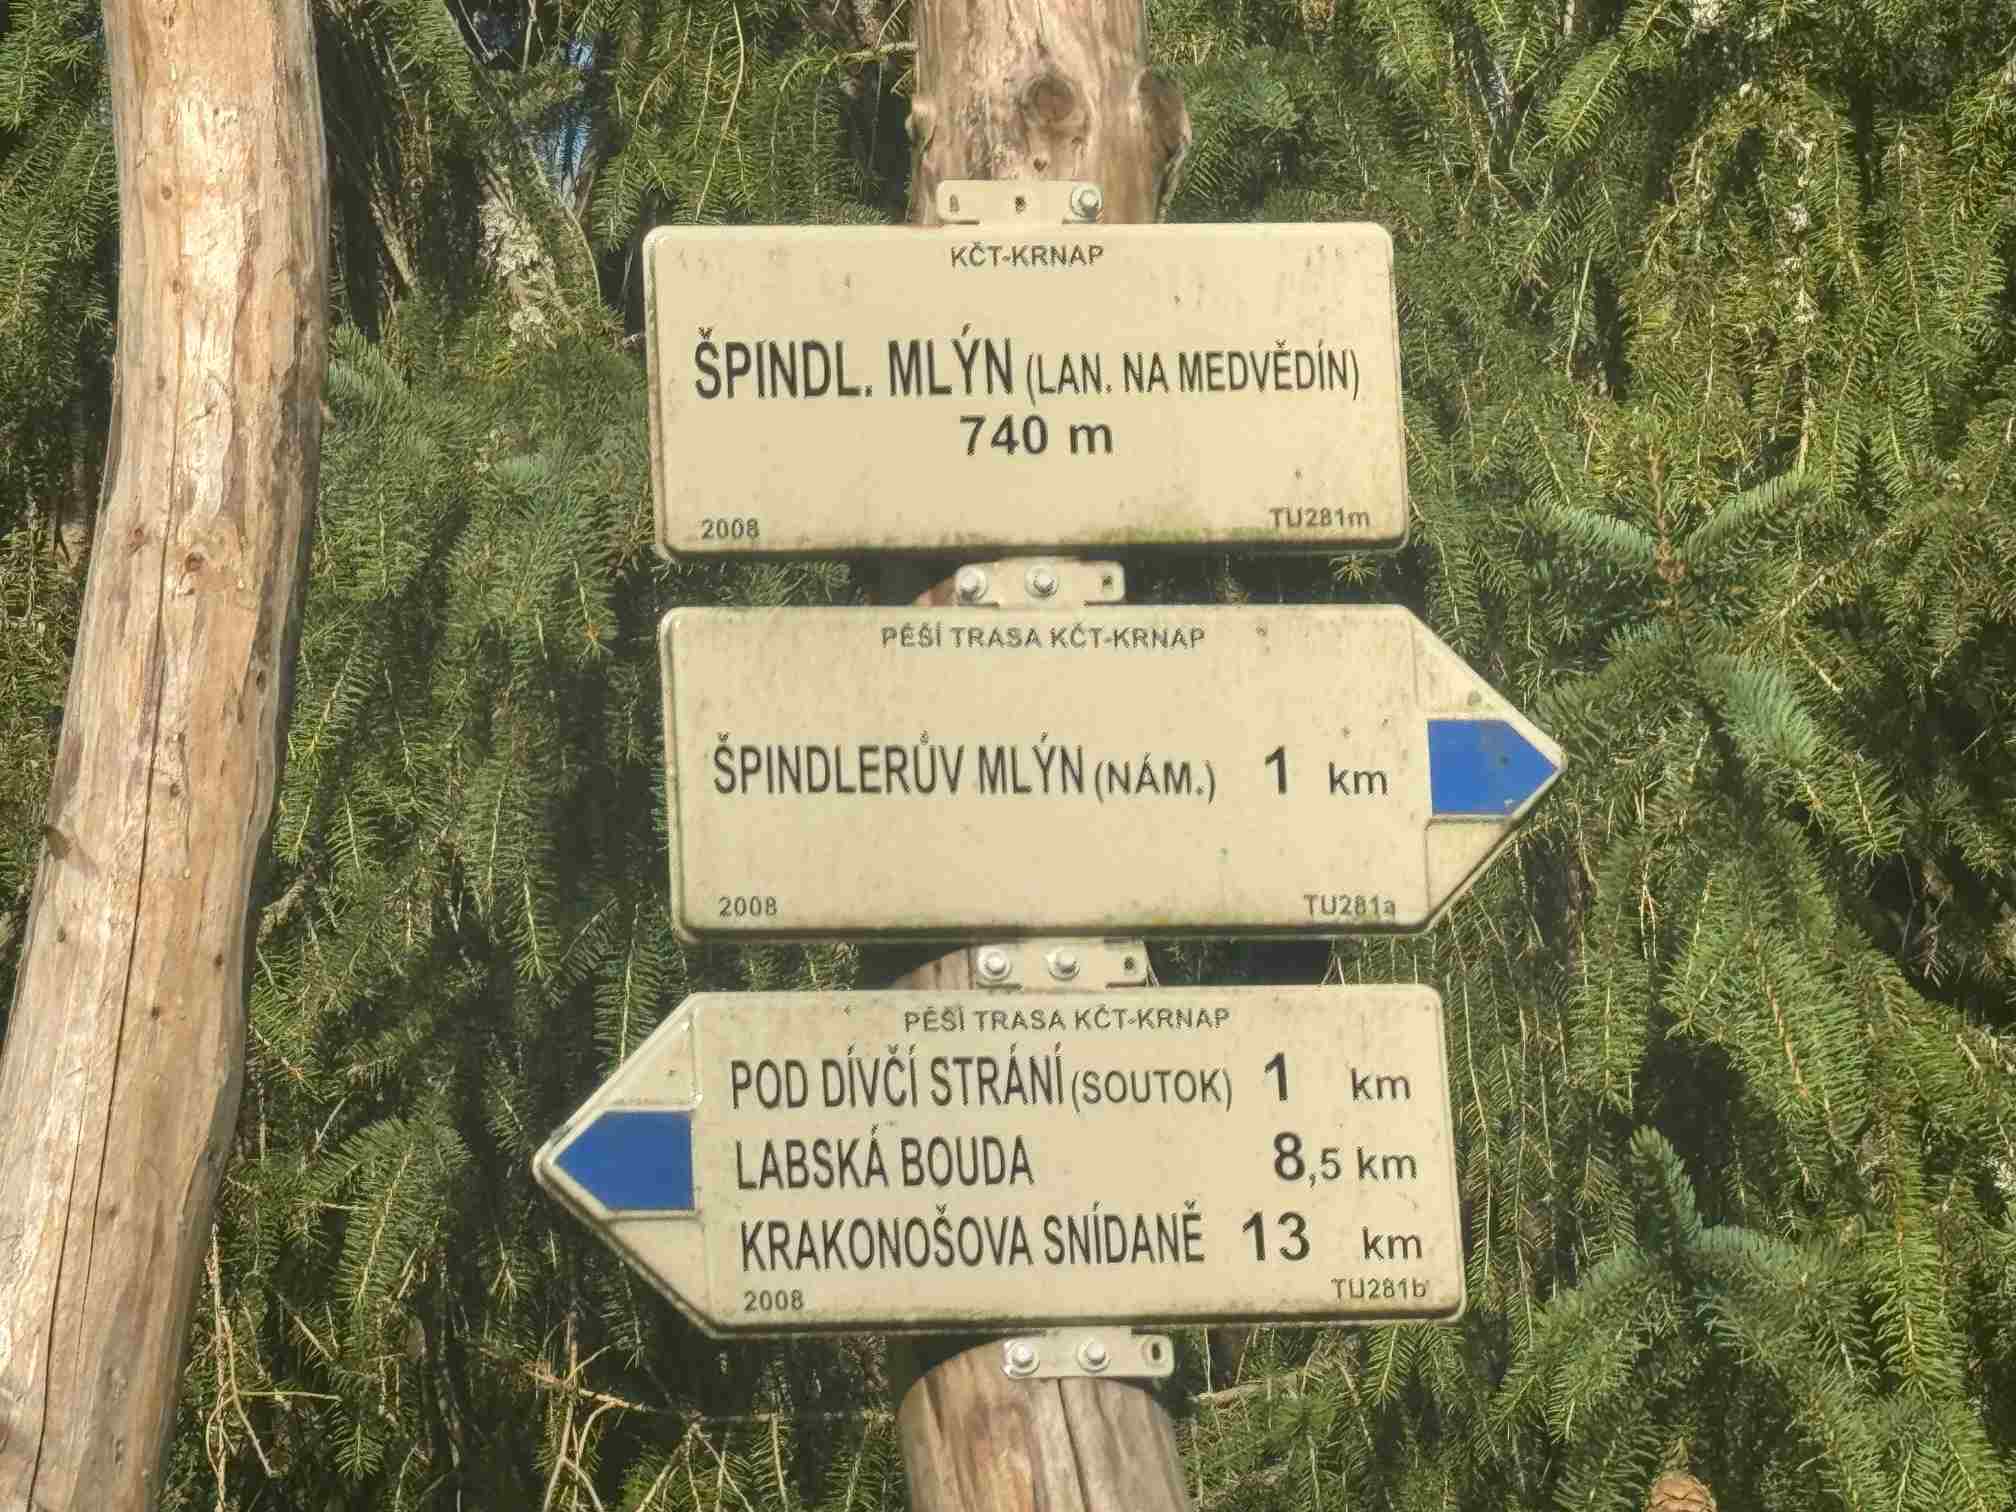 KČT-KRNAP
ŠPINDL. MLÝN (LAN. NA MEDVĚDÍN)
740 m
2008 TU281m
PĚŠÍ TRASA KČT-KRNAP
ŠPINDLERŮV MLÝN (NÁM.) 1 km
2008 TU281a
PĚŠÍ TRASA KČT-KRNAP
POD DÍVČÍ STRÁNÍ (SOUTOK) 1 km
LABSKÁ BOUDA 8,5 km
KRAKONOŠOVA SNÍDANĚ 13 km
2008 TU281b